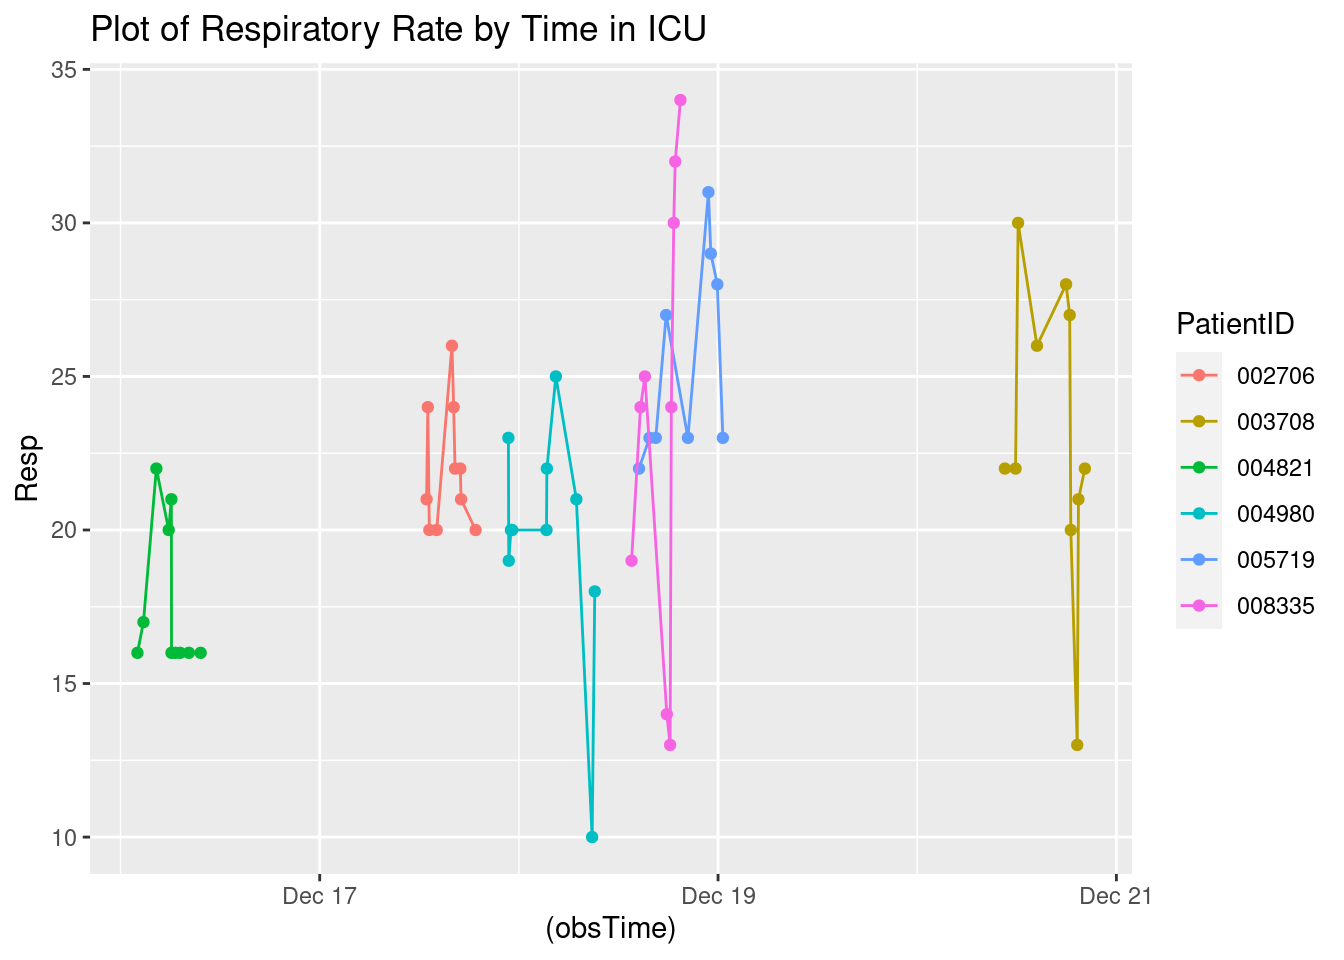 Plot of Respiratory Rate by Time in ICU
35
30
25
20
15
10
Resp
Dec 17
Dec 19
Dec 21
(obsTime)
PatientID
002706
003708
004821
004980
005719
008335